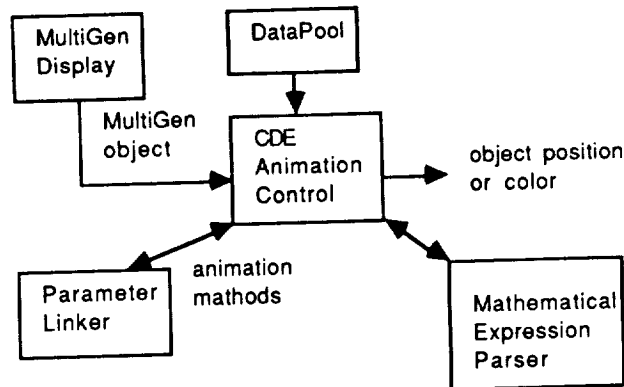 MultiGen
Display
DataPool
MultiGen
object
CDE
Animation
Control
object position
or color
animation
mathods
Parameter
Linker
Mathematical
Expression
Parser